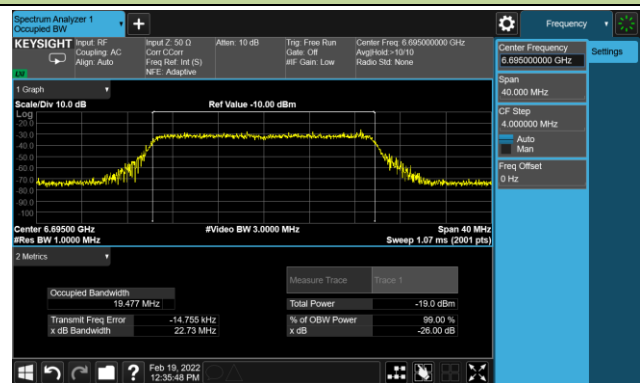 Spectrum Analyzer 1
Occupied BW
+
Frequency
KEYSIGHT
Input: RF
Coupling: AC
Align: Auto
Input Z: 50 Ω
Corr CCorr
Freq Ref: Int (S)
NFE: Adaptive
Atten: 10 dB
Trig: Free Run
Gate: Off
#IF Gain: Low
Center Freq: 6.695000000 GHz
Avg|Hold:>10/10
Radio Std: None
Center Frequency
6.695000000 GHz
Settings
Span
40.000 MHz
CF Step
4.000000 MHz
Auto
Man
Freq Offset
0 Hz
1 Graph
Scale/Div 10.0 dB
Ref Value -10.00 dBm
Log
-20.0
-30.0
-40.0
-50.0
-60.0
-70.0
-80.0
-90.0
-100
Center 6.69500 GHz
#Video BW 3.0000 MHz
Span 40 MHz
#Res BW 1.0000 MHz
Sweep 1.07 ms (2001 pts)
2 Metrics
Measure Trace
Trace 1
Occupied Bandwidth
19.477 MHz
Total Power
-19.0 dBm
Transmit Freq Error
-14.755 kHz
% of OBW Power
99.00 %
x dB Bandwidth
22.73 MHz
x dB
-26.00 dB
?
Feb 19, 2022
12:35:48 PM